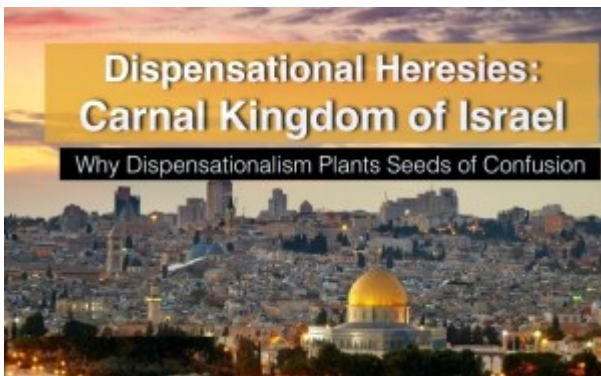 Dispensational Heresies:
Carnal Kingdom of Israel
Why Dispensationalism Plants Seeds of Confusion